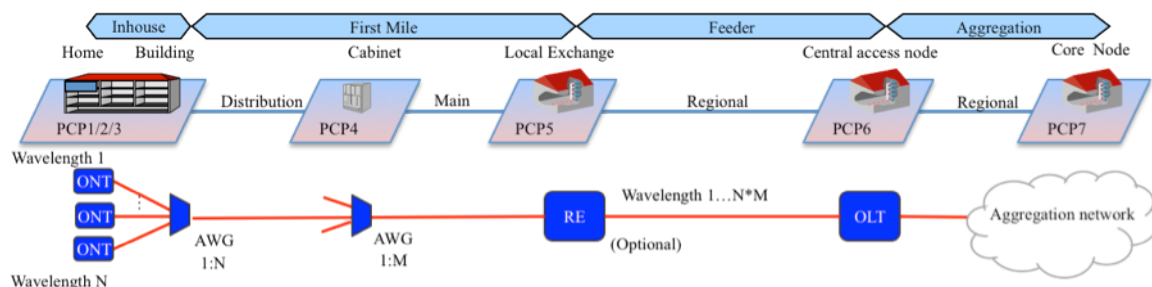 Inhouse First Mile Feeder Aggregation
Home Building Cabinet Local Exchange Central access node Core Node
Distribution Main Regional Regional
PCP1/2/3 PCP4 PCP5 PCP6 PCP7
Wavelength 1
ONT
Wavelength 1…N*M
ONT RE OLT Aggregation network
ONT AWG AWG (Optional)
1:N 1:M
Wavelength N